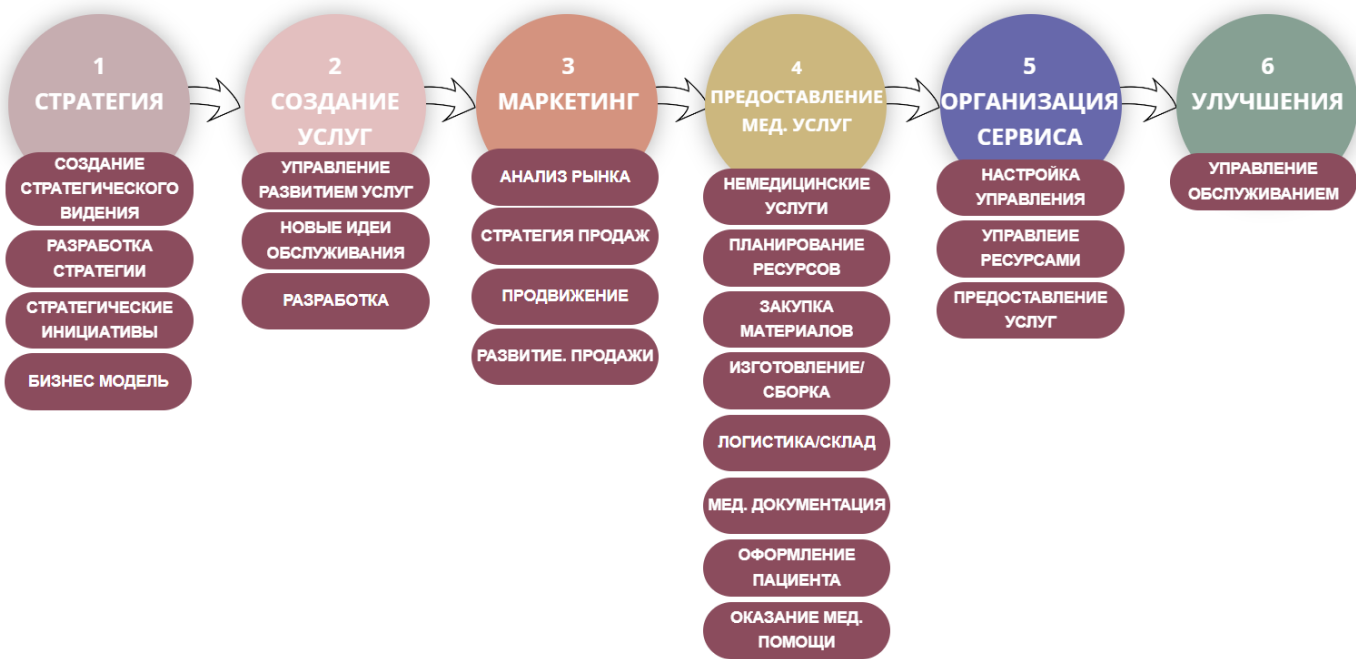 1
СТРАТЕГИЯ
СОЗДАНИЕ
СТРАТЕГИЧЕСКОГО
ВИДЕНИЯ
РАЗРАБОТКА
СТРАТЕГИИ
СТРАТЕГИЧЕСКИЕ
ИНИЦИАТИВЫ
БИЗНЕС МОДЕЛЬ
2
СОЗДАНИЕ
УСЛУГ
УПРАВЛЕНИЕ
РАЗВИТИЕМ УСЛУГ
НОВЫЕ ИДЕИ
ОБСЛУЖИВАНИЯ
РАЗРАБОТКА
3
МАРКЕТИНГ
АНАЛИЗ РЫНКА
СТРАТЕГИЯ ПРОДАЖ
ПРОДВИЖЕНИЕ
РАЗВИТИЕ. ПРОДАЖИ
4
ПРЕДОСТАВЛЕНИЕ
МЕД. УСЛУГ
НЕМЕДИЦИНСКИЕ
УСЛУГИ
ПЛАНИРОВАНИЕ
РЕСУРСОВ
ЗАКУПКА
МАТЕРИАЛОВ
ИЗГОТОВЛЕНИЕ/
СБОРКА
ЛОГИСТИКА/СКЛАД
МЕД. ДОКУМЕНТАЦИЯ
ОФОРМЛЕНИЕ
ПАЦИЕНТА
ОКАЗАНИЕ МЕД.
ПОМОЩИ
5
ОРГАНИЗАЦИЯ
СЕРВИСА
НАСТРОЙКА
УПРАВЛЕНИЯ
УПРАВЛЕИЕ
РЕСУРСАМИ
ПРЕДОСТАВЛЕНИЕ
УСЛУГ
6
УЛУЧШЕНИЯ
УПРАВЛЕНИЕ
ОБСЛУЖИВАНИЕМ